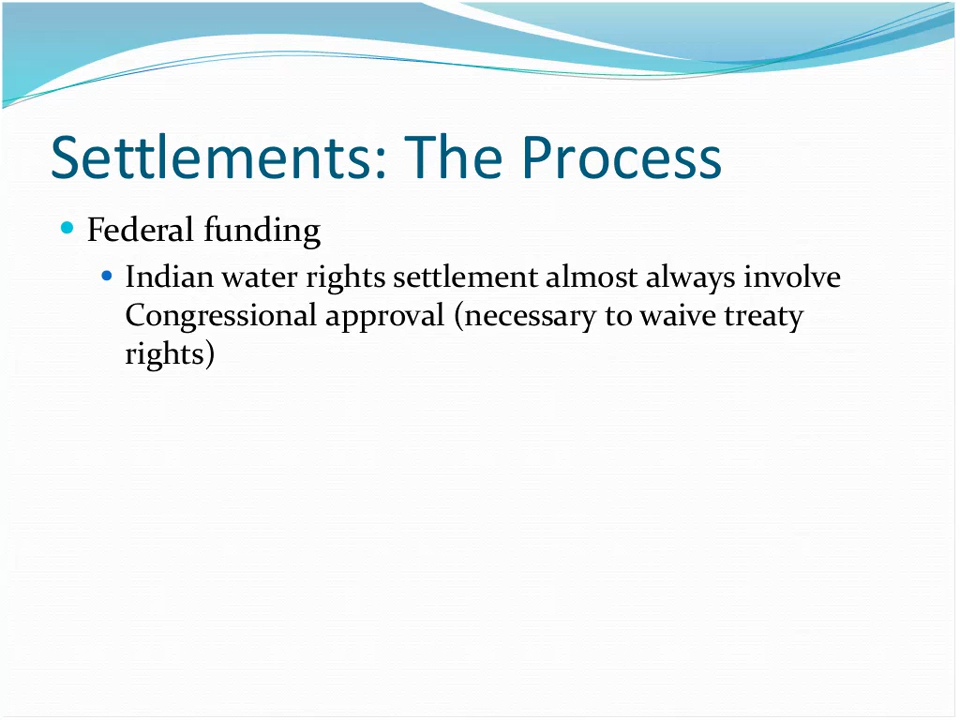 Settlements: The Process
• Federal funding
• Indian water rights settlement almost always involve
Congressional approval (necessary to waive treaty
rights)